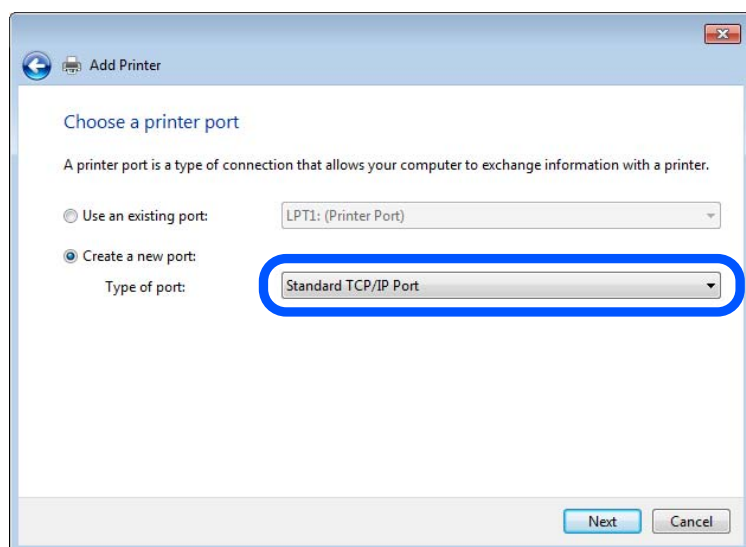 Add Printer
Choose a printer port
A printer port is a type of connection that allows your computer to exchange information with a printer.
Use an existing port: LPT1: (Printer Port)
Create a new port:
Type of port: Standard TCP/IP Port
Next Cancel